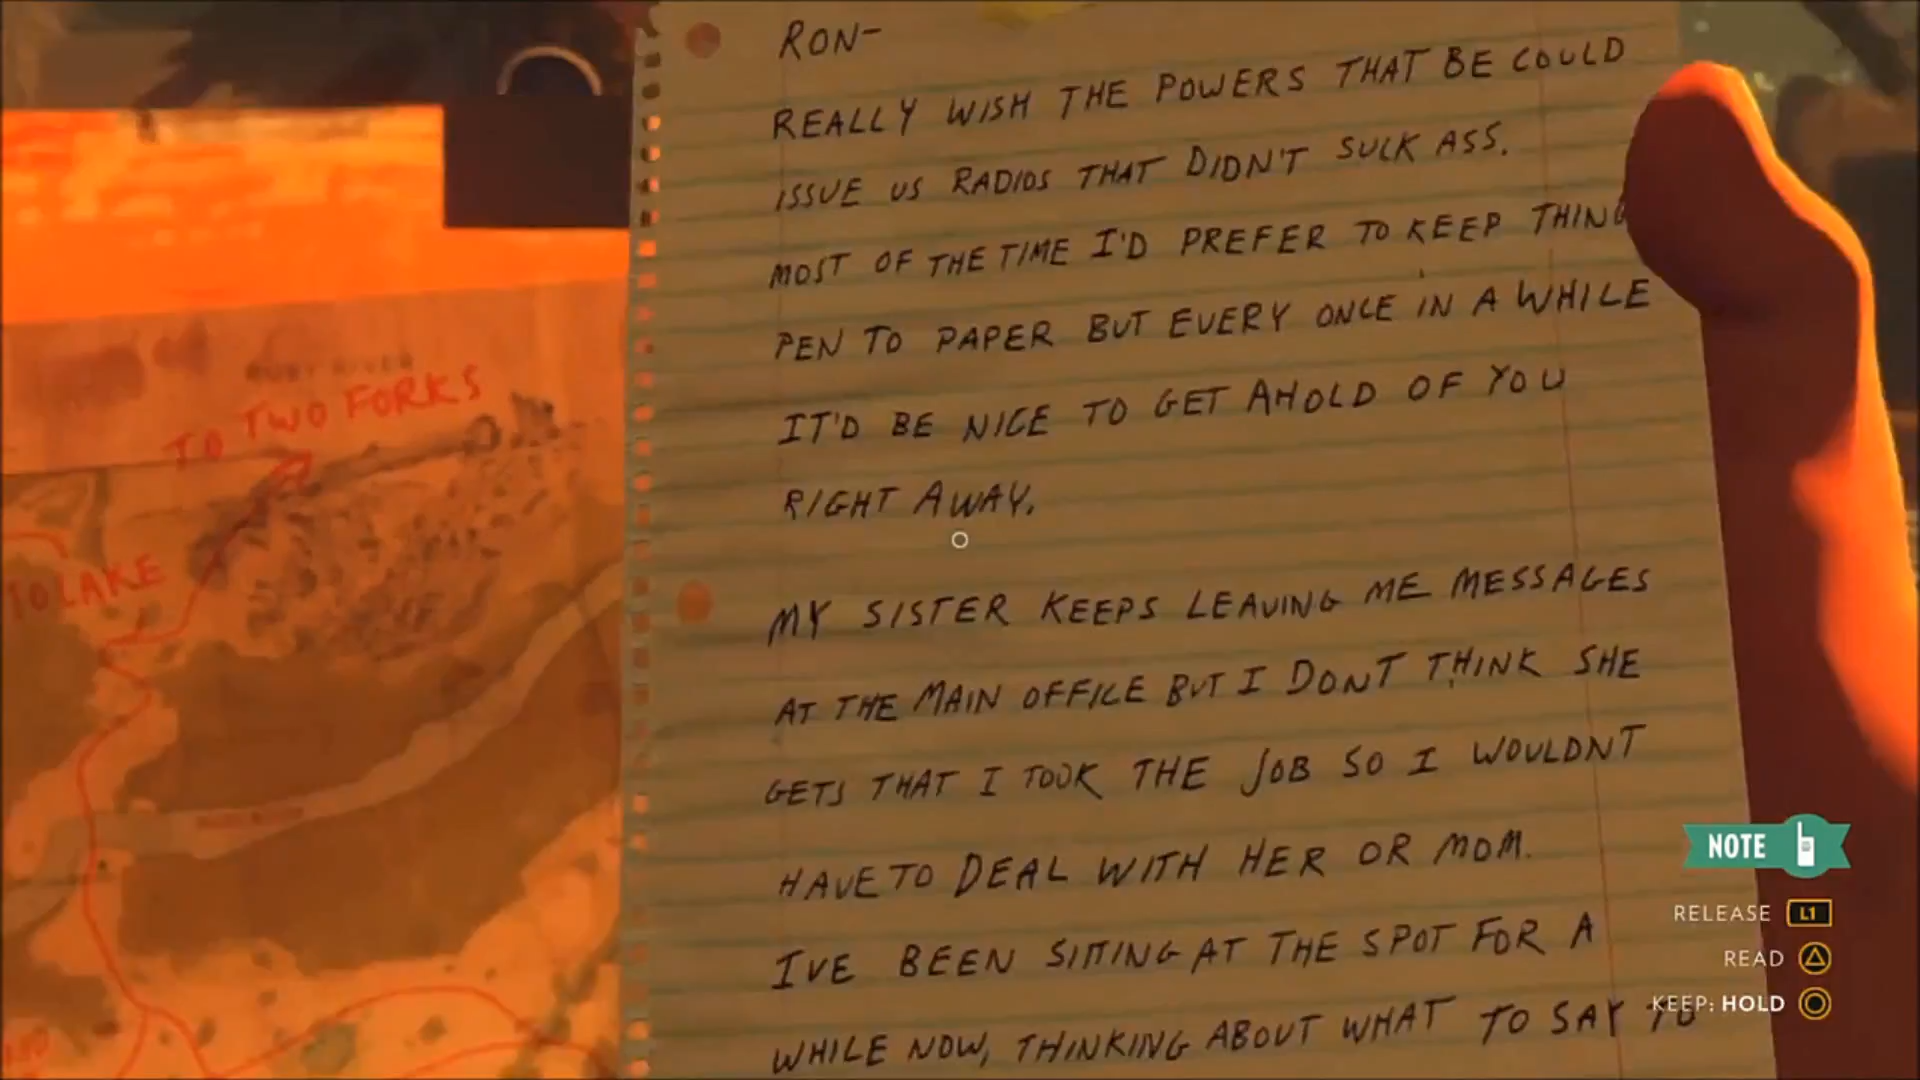 RON-
REALLY WISH THE POWERS THAT BE COULD
ISSUE US RADIOS THAT DIDN'T SUCK ASS.
MOST OF THE TIME I'D PREFER TO KEEP THING
PEN TO PAPER BUT EVERY ONCE IN A WHILE
IT'D BE NICE TO GET AHOLD OF YOU
RIGHT AWAY.
MY SISTER KEEPS LEAVING ME MESSAGES
AT THE MAIN OFFICE BUT I DONT THINK SHE
GETS THAT I TOOK THE JOB SO I WOULDNT
HAVE TO DEAL WITH HER OR MOM.
IVE BEEN SITTING AT THE SPOT FOR A
WHILE NOW, THINKING ABOUT WHAT TO SAY TO
RUBY RIVER
TO TWO FORKS
TO LAKE
NOTE
RELEASE L1
READ
KEEP: HOLD